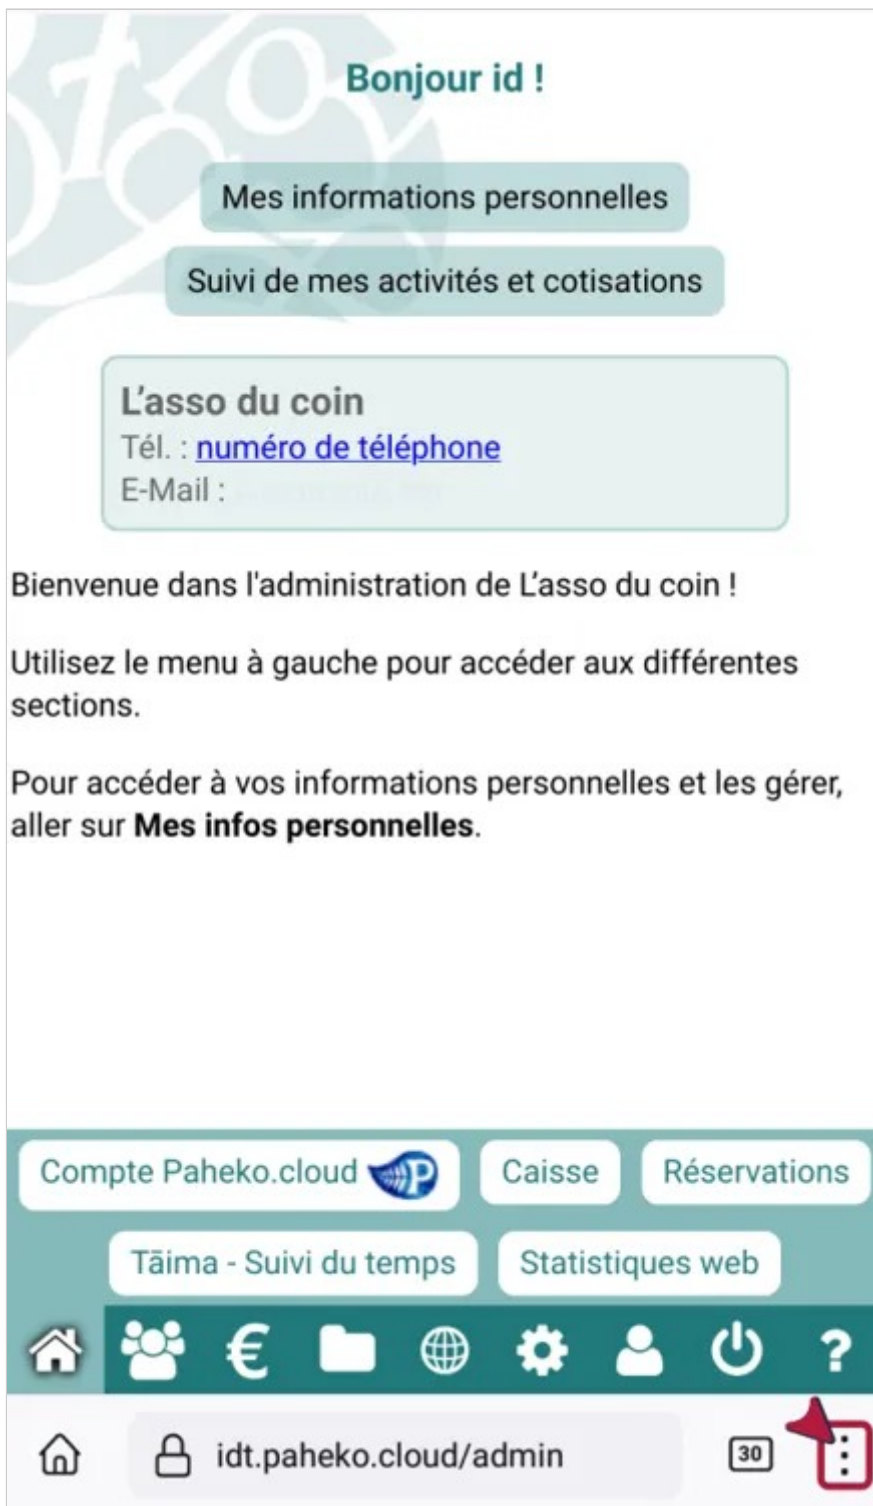 Bonjour id !
Mes informations personnelles
Suivi de mes activités et cotisations
L’asso du coin
Tél. : numéro de téléphone
E-Mail :
Bienvenue dans l'administration de L’asso du coin !
Utilisez le menu à gauche pour accéder aux différentes
sections.
Pour accéder à vos informations personnelles et les gérer,
aller sur Mes infos personnelles.
Compte Paheko.cloud P
Caisse
Réservations
Tāima - Suivi du temps
Statistiques web
€
?
idt.paheko.cloud/admin
30